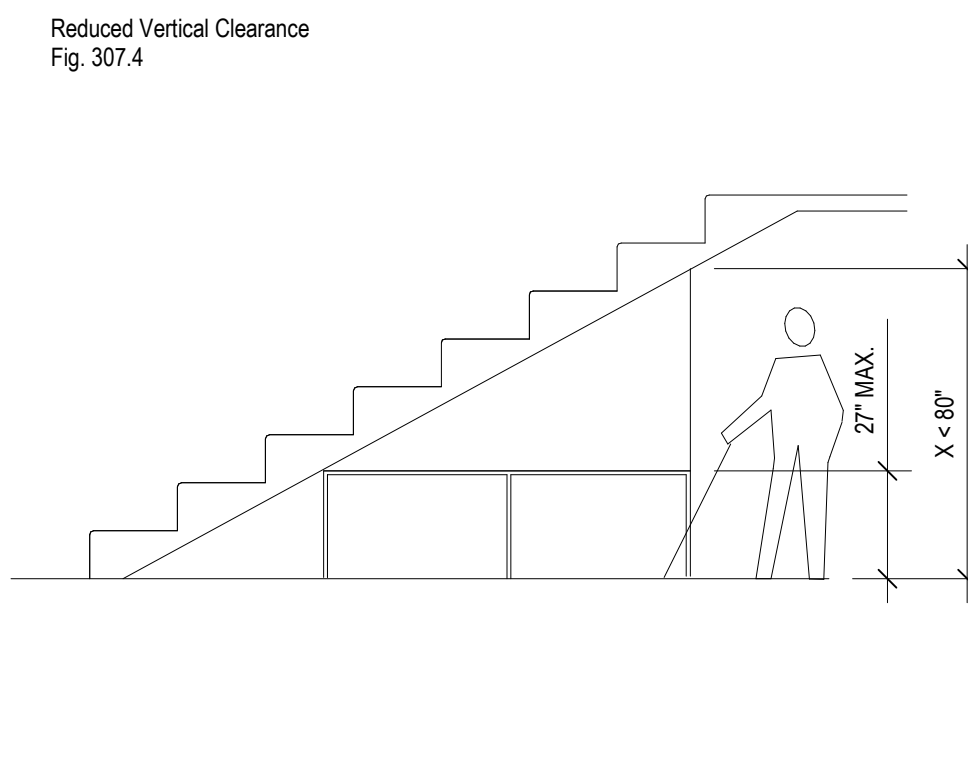 Reduced Vertical Clearance
Fig. 307.4
27" MAX.
X < 80"